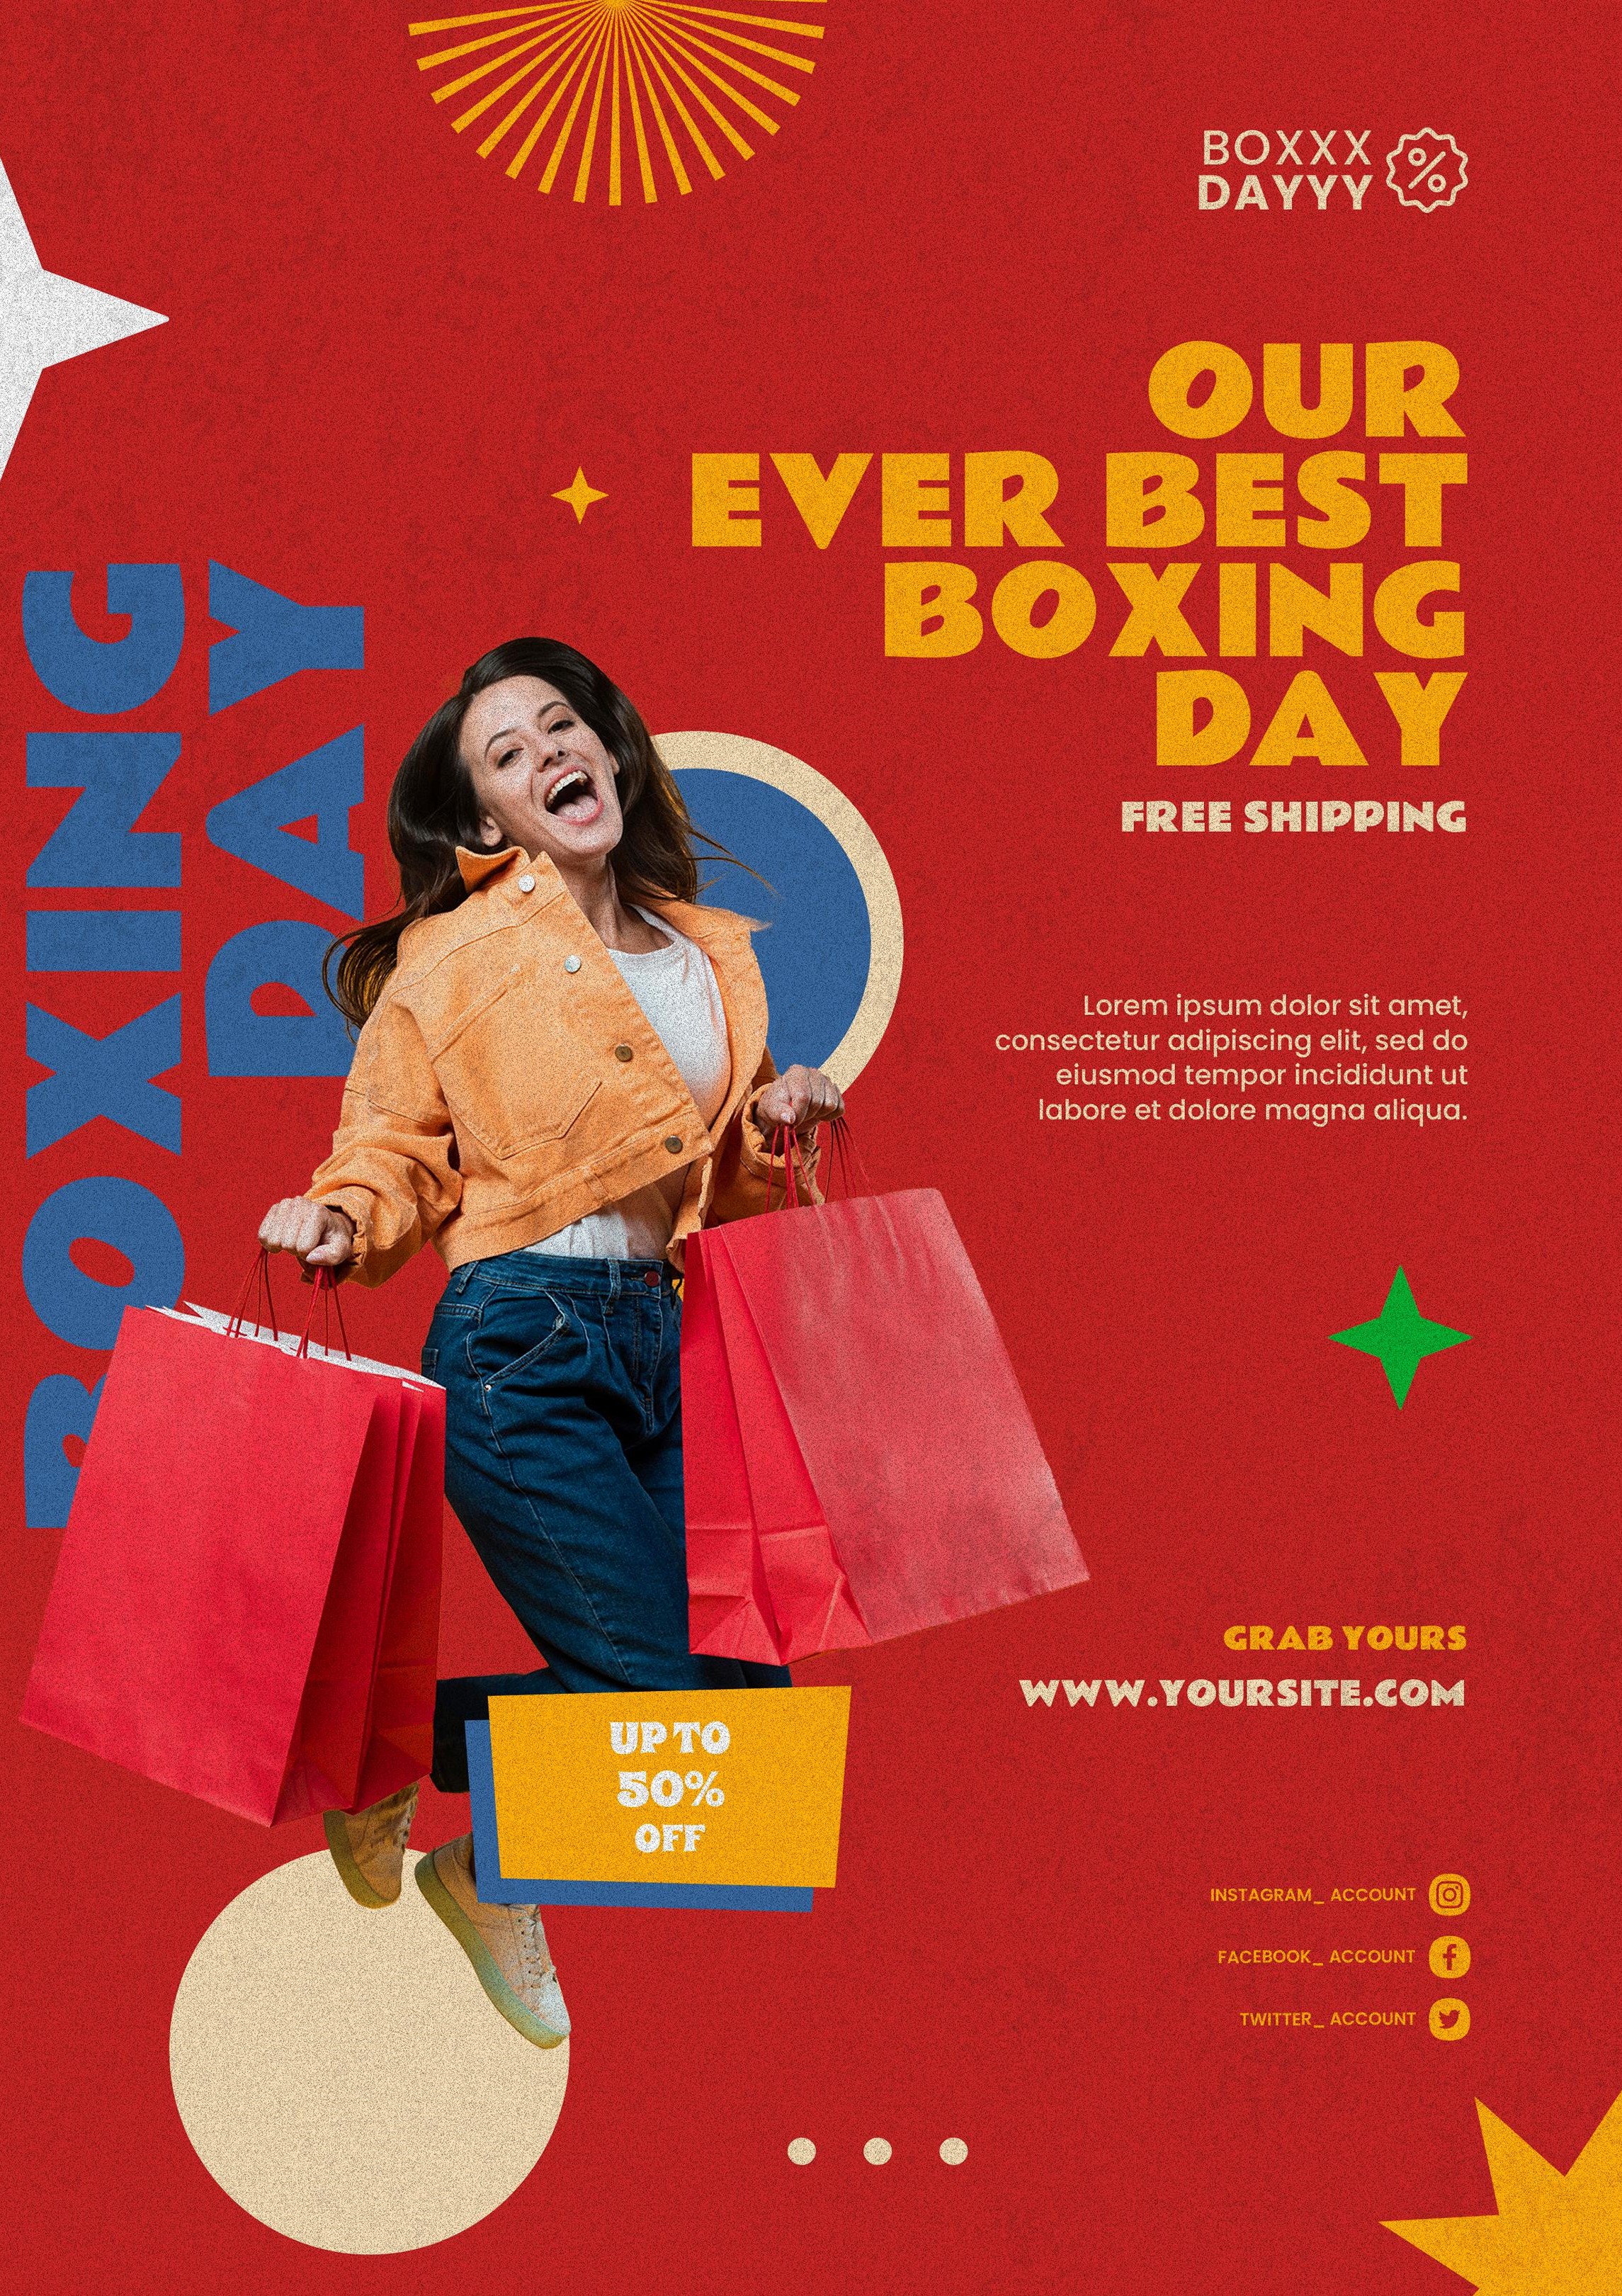 BOXXX
DAYYY
OUR
EVER BEST
BOXING
DAY
FREE SHIPPING
BOXING
DAY
Lorem ipsum dolor sit amet,
consectetur adipiscing elit, sed do
eiusmod tempor incididunt ut
labore et dolore magna aliqua.
GRAB YOURS
WWW.YOURSITE.COM
UP TO
50%
OFF
INSTAGRAM_ ACCOUNT
FACEBOOK_ ACCOUNT
TWITTER_ ACCOUNT